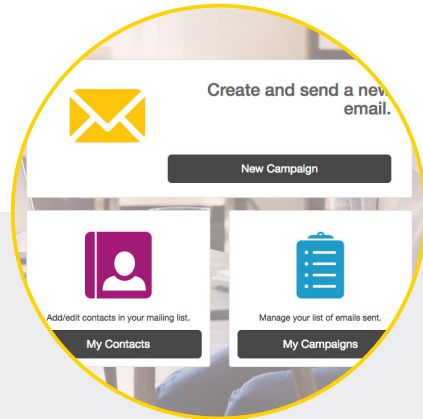 Create and send a new
email.
New Campaign
Add/edit contacts in your mailing list.
Manage your list of emails sent.
My Contacts
My Campaigns